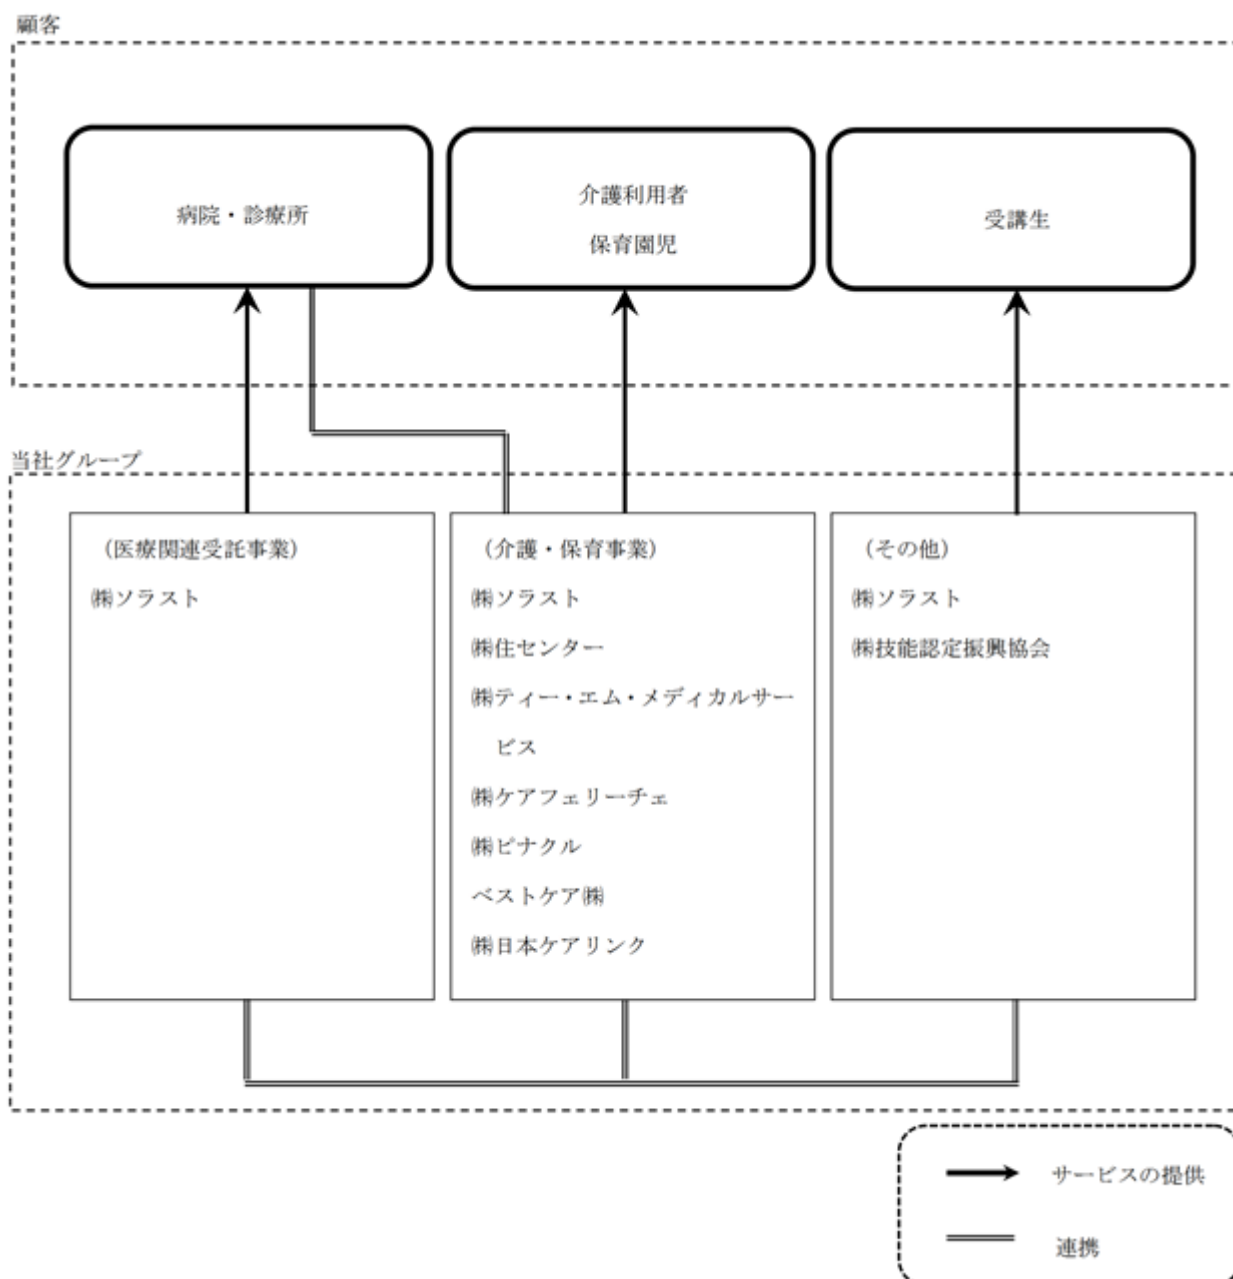 顧客
病院・診療所
介護利用者
保育園児
受講生
当社グループ
（医療関連受託事業）
㈱ソラスト
（介護・保育事業）
㈱ソラスト
㈱住センター
㈱ティー・エム・メディカルサー
ビス
㈱ケアフェリーチェ
㈱ピナクル
ベストケア㈱
㈱日本ケアリンク
（その他）
㈱ソラスト
㈱技能認定振興協会
サービスの提供
連携